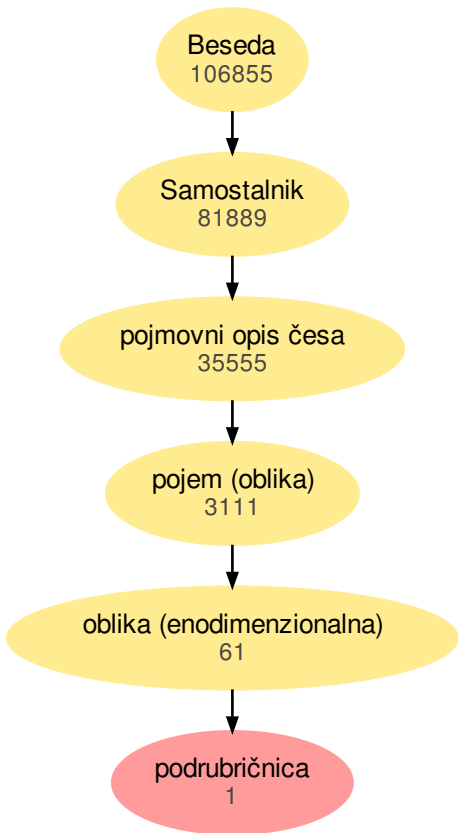 Beseda
106855
Samostalnik
81889
pojmovni opis česa
35555
pojem (oblika)
3111
oblika (enodimenzionalna)
61
podrubričnica
1